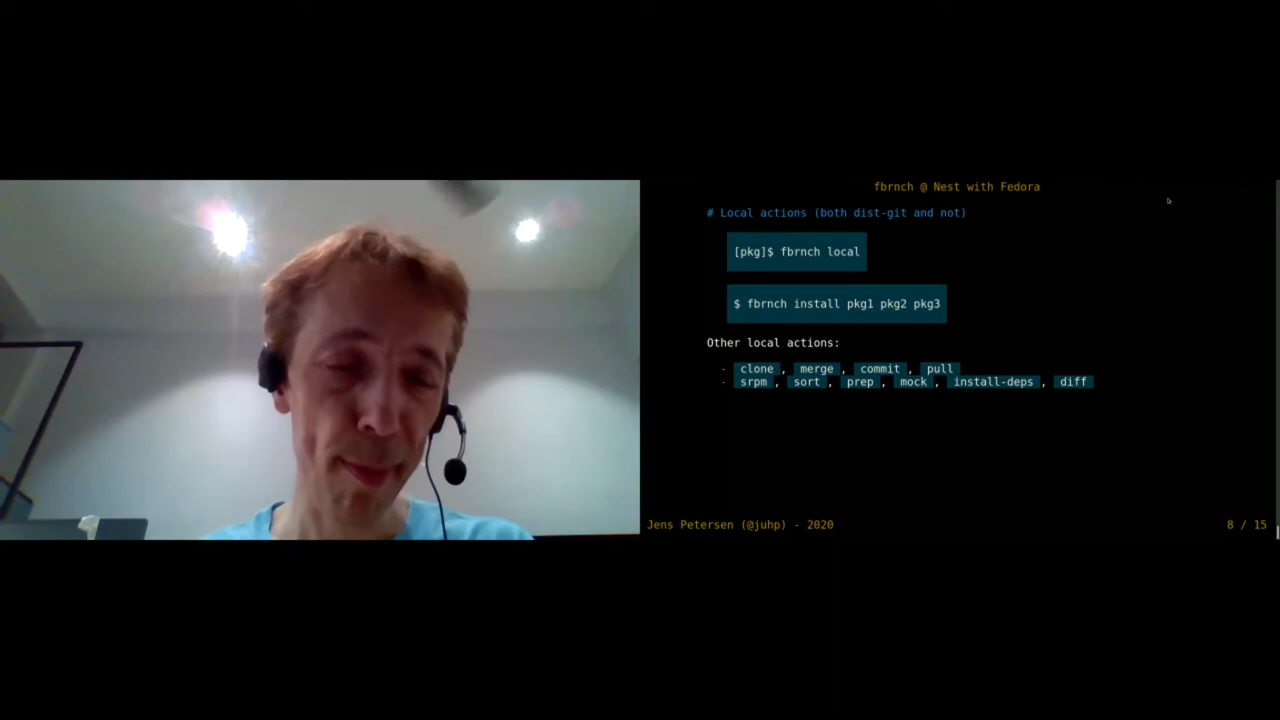 fbrnch @ Nest with Fedora
# Local actions (both dist-git and not)
[pkg]$ fbrnch local
$ fbrnch install pkg1 pkg2 pkg3
Other local actions:
- clone , merge , commit , pull
- srpm , sort , prep , mock , install-deps , diff
Jens Petersen (@juhp) - 2020
8 / 15